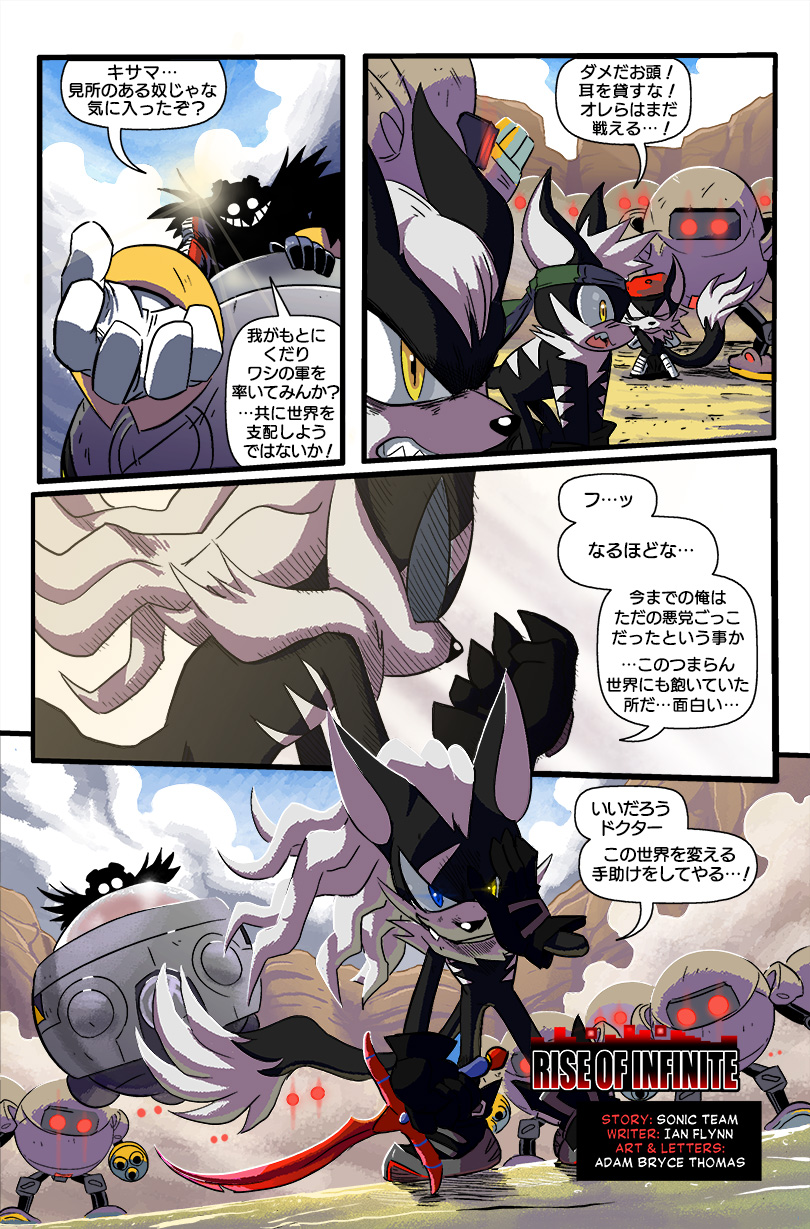 キサマ…
見所のある奴じゃな
気に入ったぞ？
我がもとに
くだり
ワシの軍を
率いてみんか？
…共に世界を
支配しよう
ではないか！
ダメだお頭！
耳を貸すな！
オレらはまだ
戦える…！
フ…ッ
なるほどな…
今までの俺は
ただの悪党ごっこ
だったという事か
…このつまらん
世界にも飽いていた
所だ…面白い…
いいだろう
ドクター
この世界を変える
手助けをしてやる…！
RISE OF INFINITE
STORY: SONIC TEAM
WRITER: IAN FLYNN
ART & LETTERS:
ADAM BRYCE THOMAS